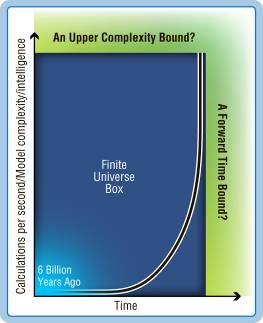 An Upper Complexity Bound?
Calculations per second/Model complexity/intelligence
Finite
Universe
Box
A Forward Time Bound?
6 Billion
Years Ago
Time